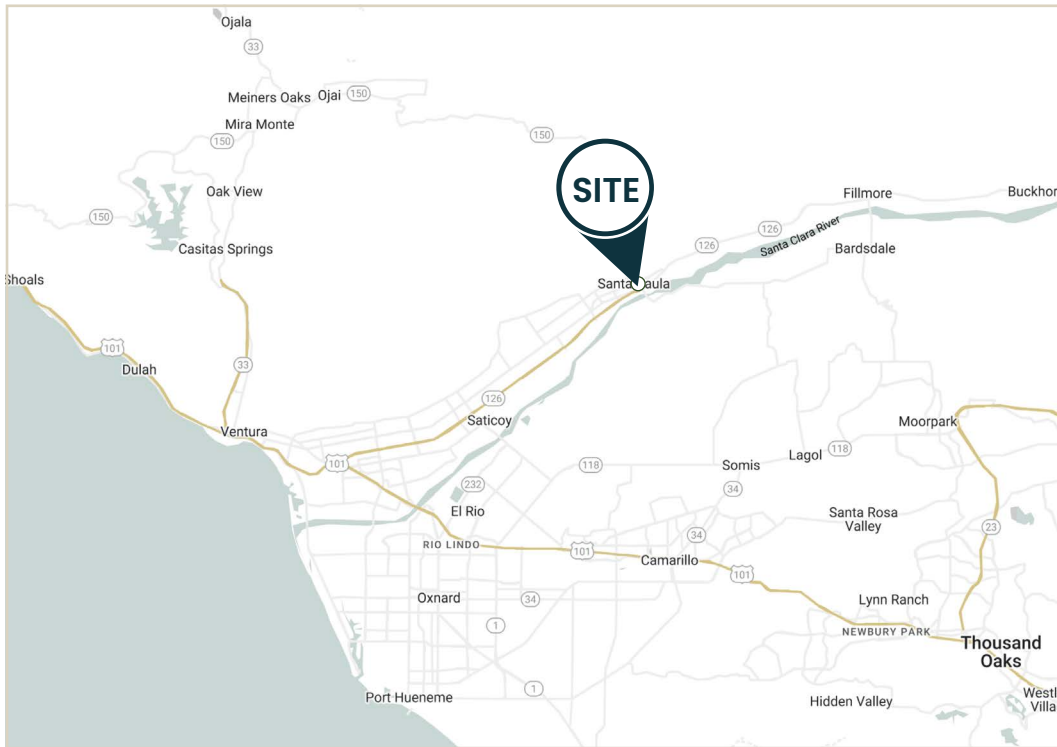 Ojala
33
Meiners Oaks
Ojai
150
Mira Monte
150
150
SITE
Oak View
Fillmore
Buckhor
150
126
126
Santa Clara River
Casitas Springs
Bardsdale
Shoals
Santa Paula
101
Dulah
33
126
Saticoy
Moorpark
Ventura
101
118
Somis
Lagol
118
232
34
El Rio
Santa Rosa
Valley
23
RIO LINDO
34
101
Camarillo
101
Oxnard
34
Lynn Ranch
1
NEWBURY PARK
Thousand
Oaks
Port Hueneme
1
Hidden Valley
Westl
Villa